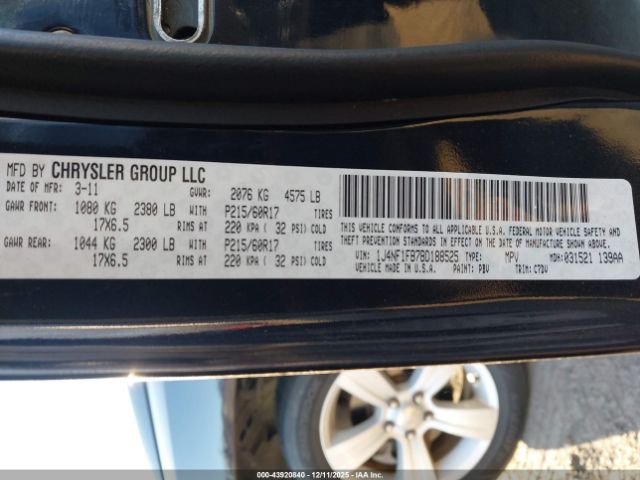 MFD BY CHRYSLER GROUP LLC
DATE OF MFR: 3-11 GVWR: 2076 KG 4575 LB
GAWR FRONT: 1080 KG 2380 LB WITH P215/60R17 TIRES
17X6.5 RIMS AT 220 KPA ( 32 PSI) COLD
GAWR REAR: 1044 KG 2300 LB WITH P215/60R17 TIRES
17X6.5 RIMS AT 220 KPA ( 32 PSI) COLD
THIS VEHICLE CONFORMS TO ALL APPLICABLE U.S.A. FEDERAL MOTOR VEHICLE SAFETY, BUMPER, AND
THEFT PREVENTION STANDARDS IN EFFECT ON THE DATE OF MANUFACTURE SHOWN ABOVE.
VIN: 1J4NF1FB7BD188525 TYPE: MPV MDH: 031521 139AA
VEHICLE MADE IN U.S.A. PAINT: PBV TRIM: C7DV
000-43920840 - 12/11/2025 - IAAI.COM